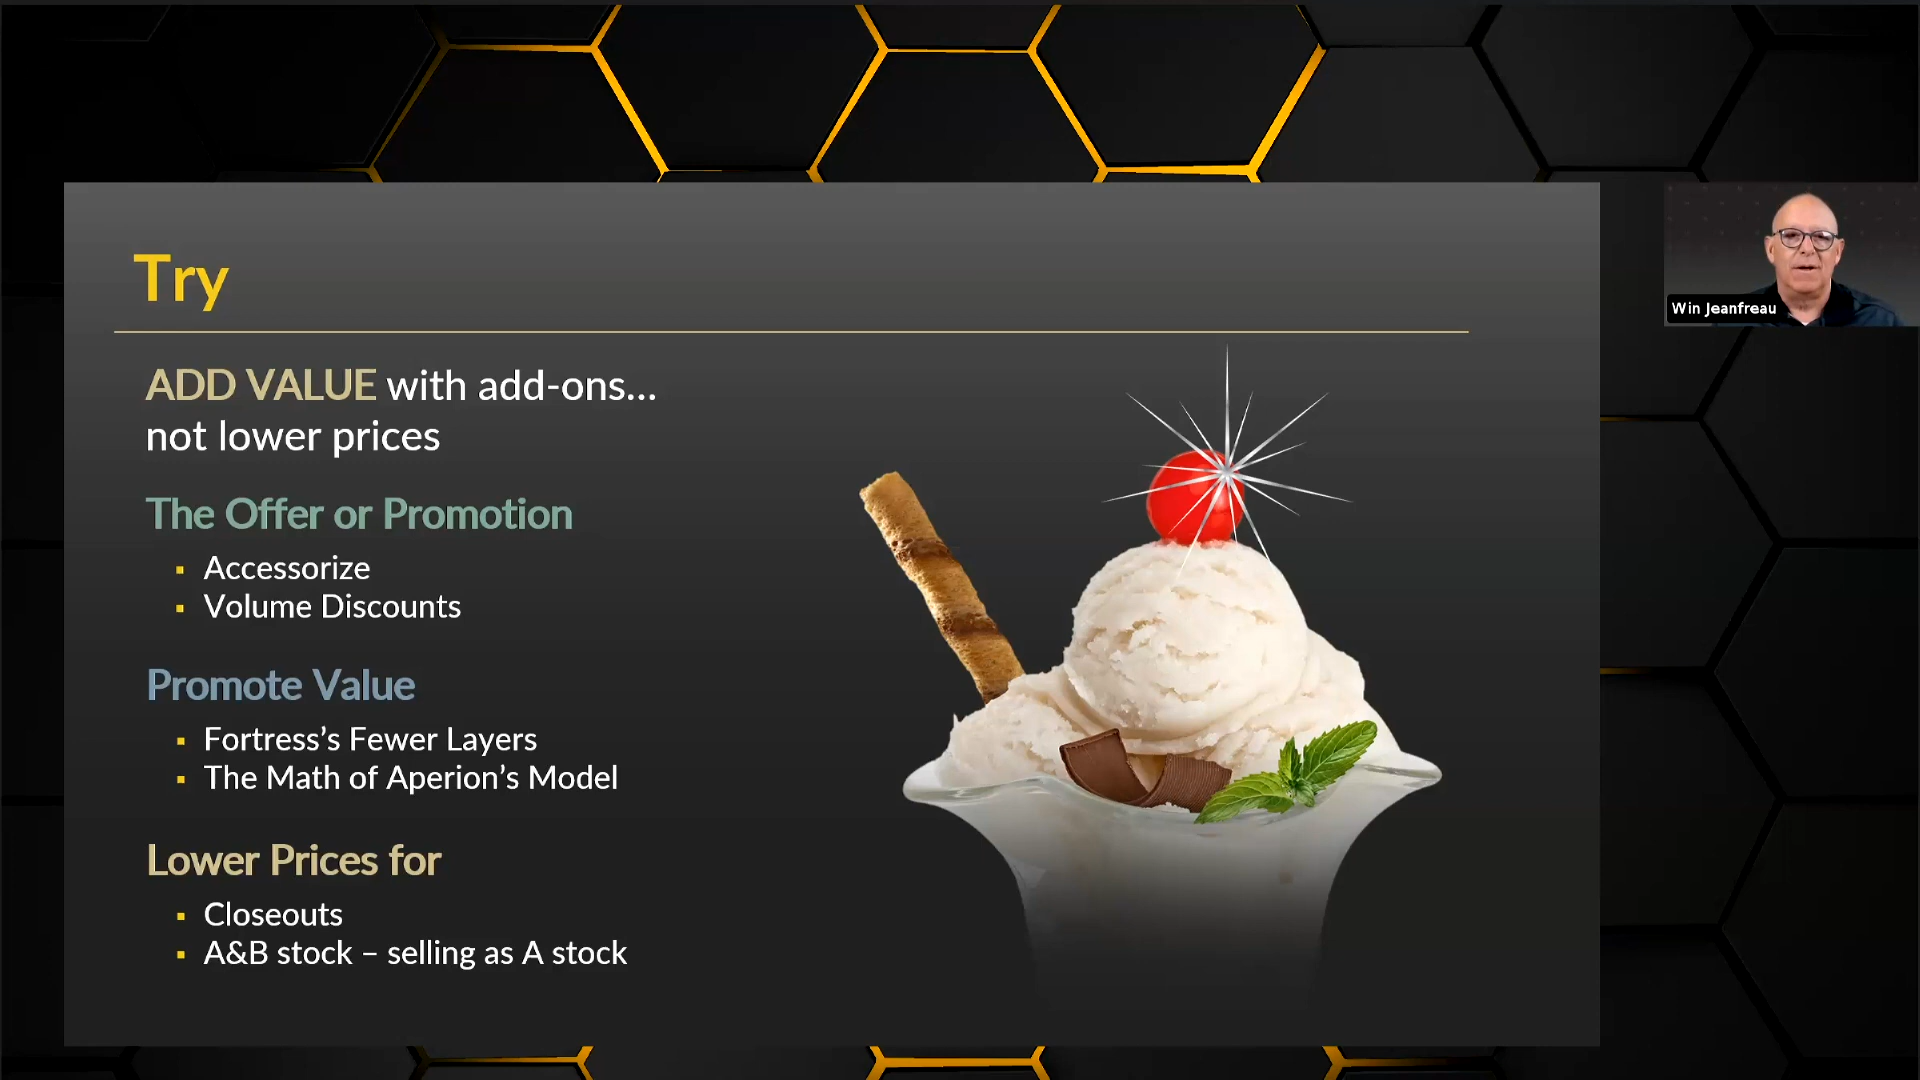 Try
ADD VALUE with add-ons...
not lower prices
The Offer or Promotion
▪ Accessorize
▪ Volume Discounts
Promote Value
▪ Fortress’s Fewer Layers
▪ The Math of Aperion’s Model
Lower Prices for
▪ Closeouts
▪ A&B stock – selling as A stock
Win Jeanfreau